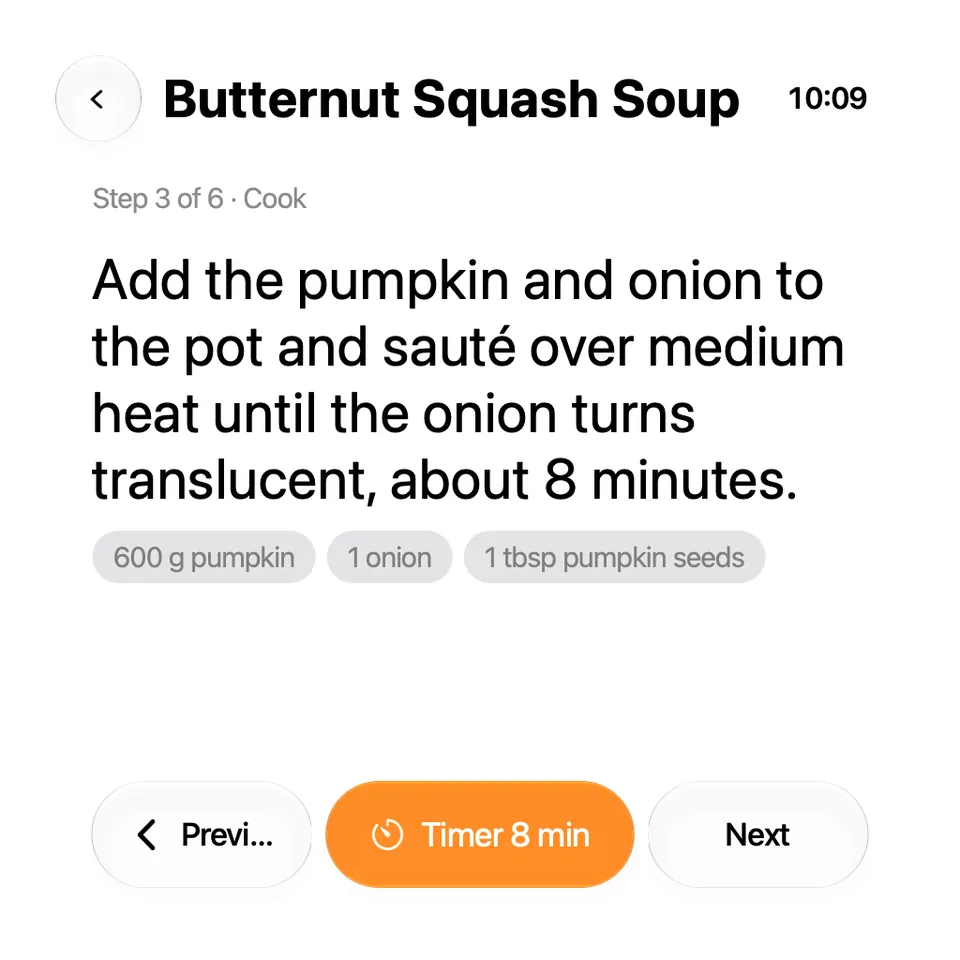 Butternut Squash Soup 10:09
Step 3 of 6 · Cook
Add the pumpkin and onion to
the pot and sauté over medium
heat until the onion turns
translucent, about 8 minutes.
600 g pumpkin 1 onion 1 tbsp pumpkin seeds
Previ... Timer 8 min Next